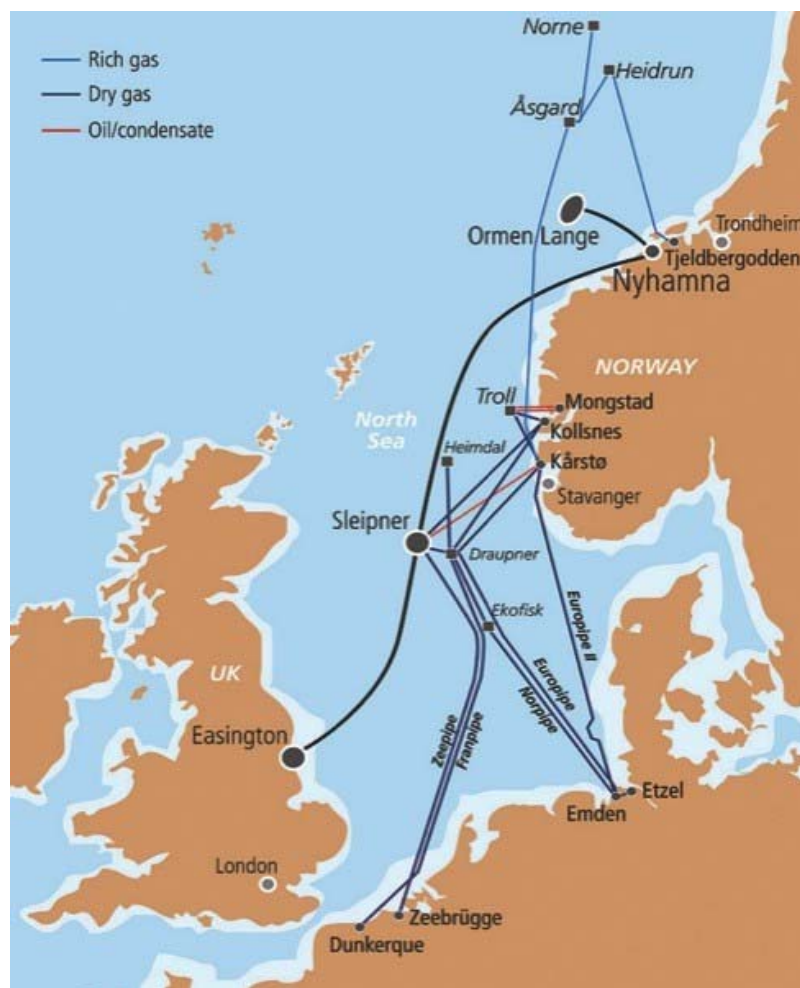 Norne
Rich gas
Heidrun
Dry gas
Åsgard
Oil/condensate
Trondheim
Ormen Lange
Tjeldbergodden
Nyhamna
NORWAY
Troll
Mongstad
North
Sea
Kollsnes
Heimdal
Kårstø
Stavanger
Sleipner
Draupner
Ekofisk
Europipe II
UK
Europipe
Norpipe
Zeepipe
Franpipe
Easington
Etzel
Emden
London
Zeebrügge
Dunkerque